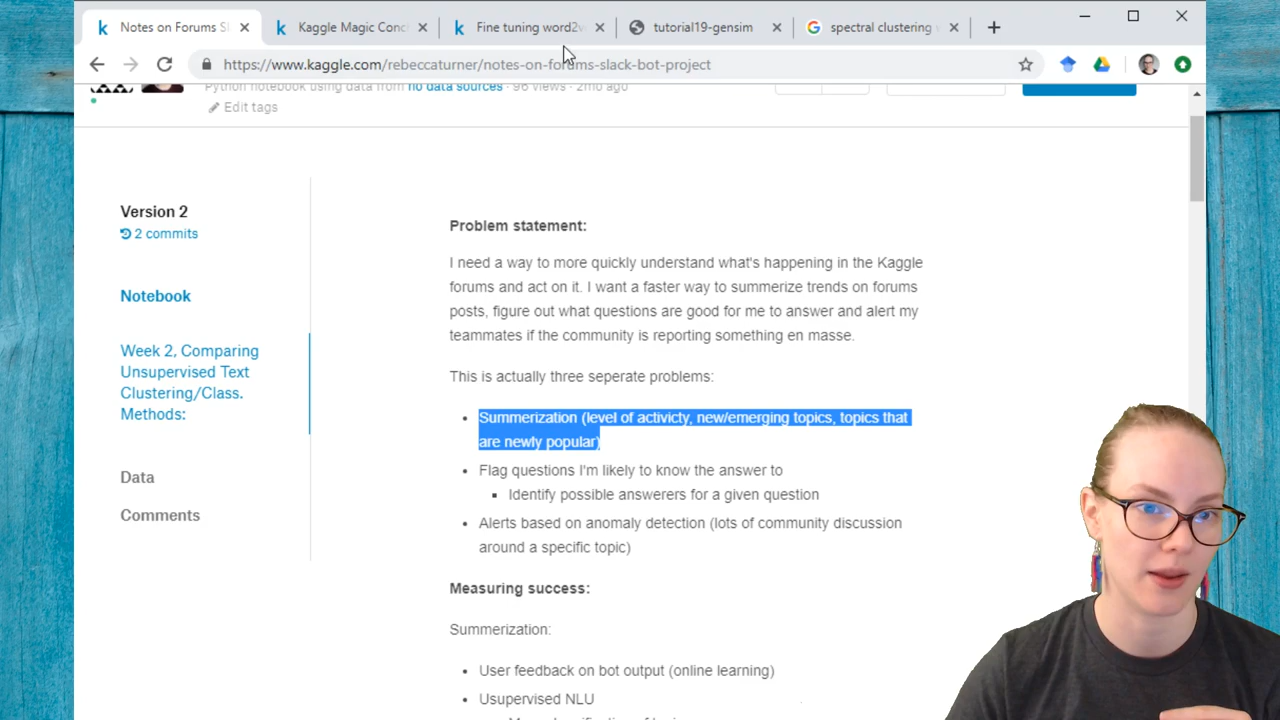 Notes on Forums Sl
Kaggle Magic Conc
Fine tuning word2v
tutorial19-gensim
spectral clustering
https://www.kaggle.com/rebeccaturner/notes-on-forums-slack-bot-project
Python notebook using data from no data sources · 96 views · 2mo ago
Edit tags
Version 2
2 commits
Notebook
Week 2, Comparing
Unsupervised Text
Clustering/Class.
Methods:
Data
Comments
Problem statement:
I need a way to more quickly understand what's happening in the Kaggle
forums and act on it. I want a faster way to summerize trends on forums
posts, figure out what questions are good for me to answer and alert my
teammates if the community is reporting something en masse.
This is actually three seperate problems:
• Summerization (level of activicty, new/emerging topics, topics that
are newly popular)
• Flag questions I'm likely to know the answer to
▪ Identify possible answerers for a given question
• Alerts based on anomaly detection (lots of community discussion
around a specific topic)
Measuring success:
Summerization:
• User feedback on bot output (online learning)
• Usupervised NLU